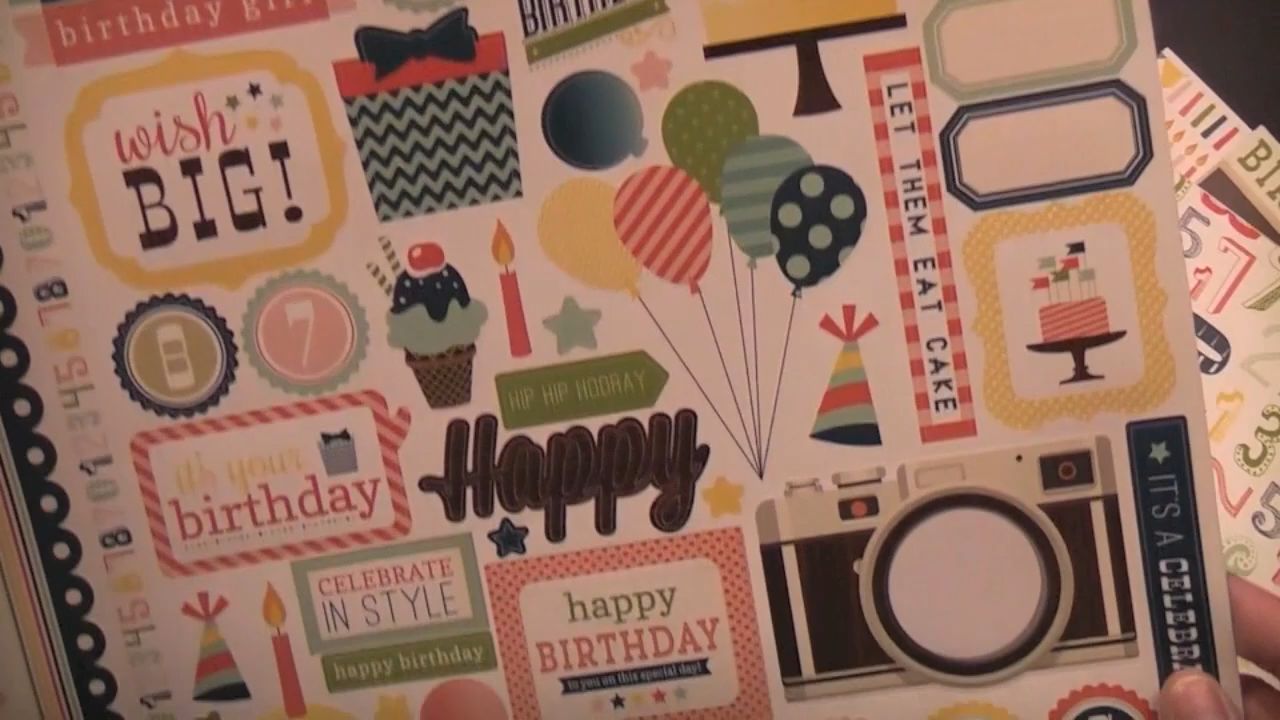 birthday girl
wish
BIG!
LET THEM EAT CAKE
7
HIP HIP HOORAY
Happy
it's your
birthday
CELEBRATE
IN STYLE
happy birthday
happy
BIRTHDAY
to you on this special day!
IT'S A CELEBRA